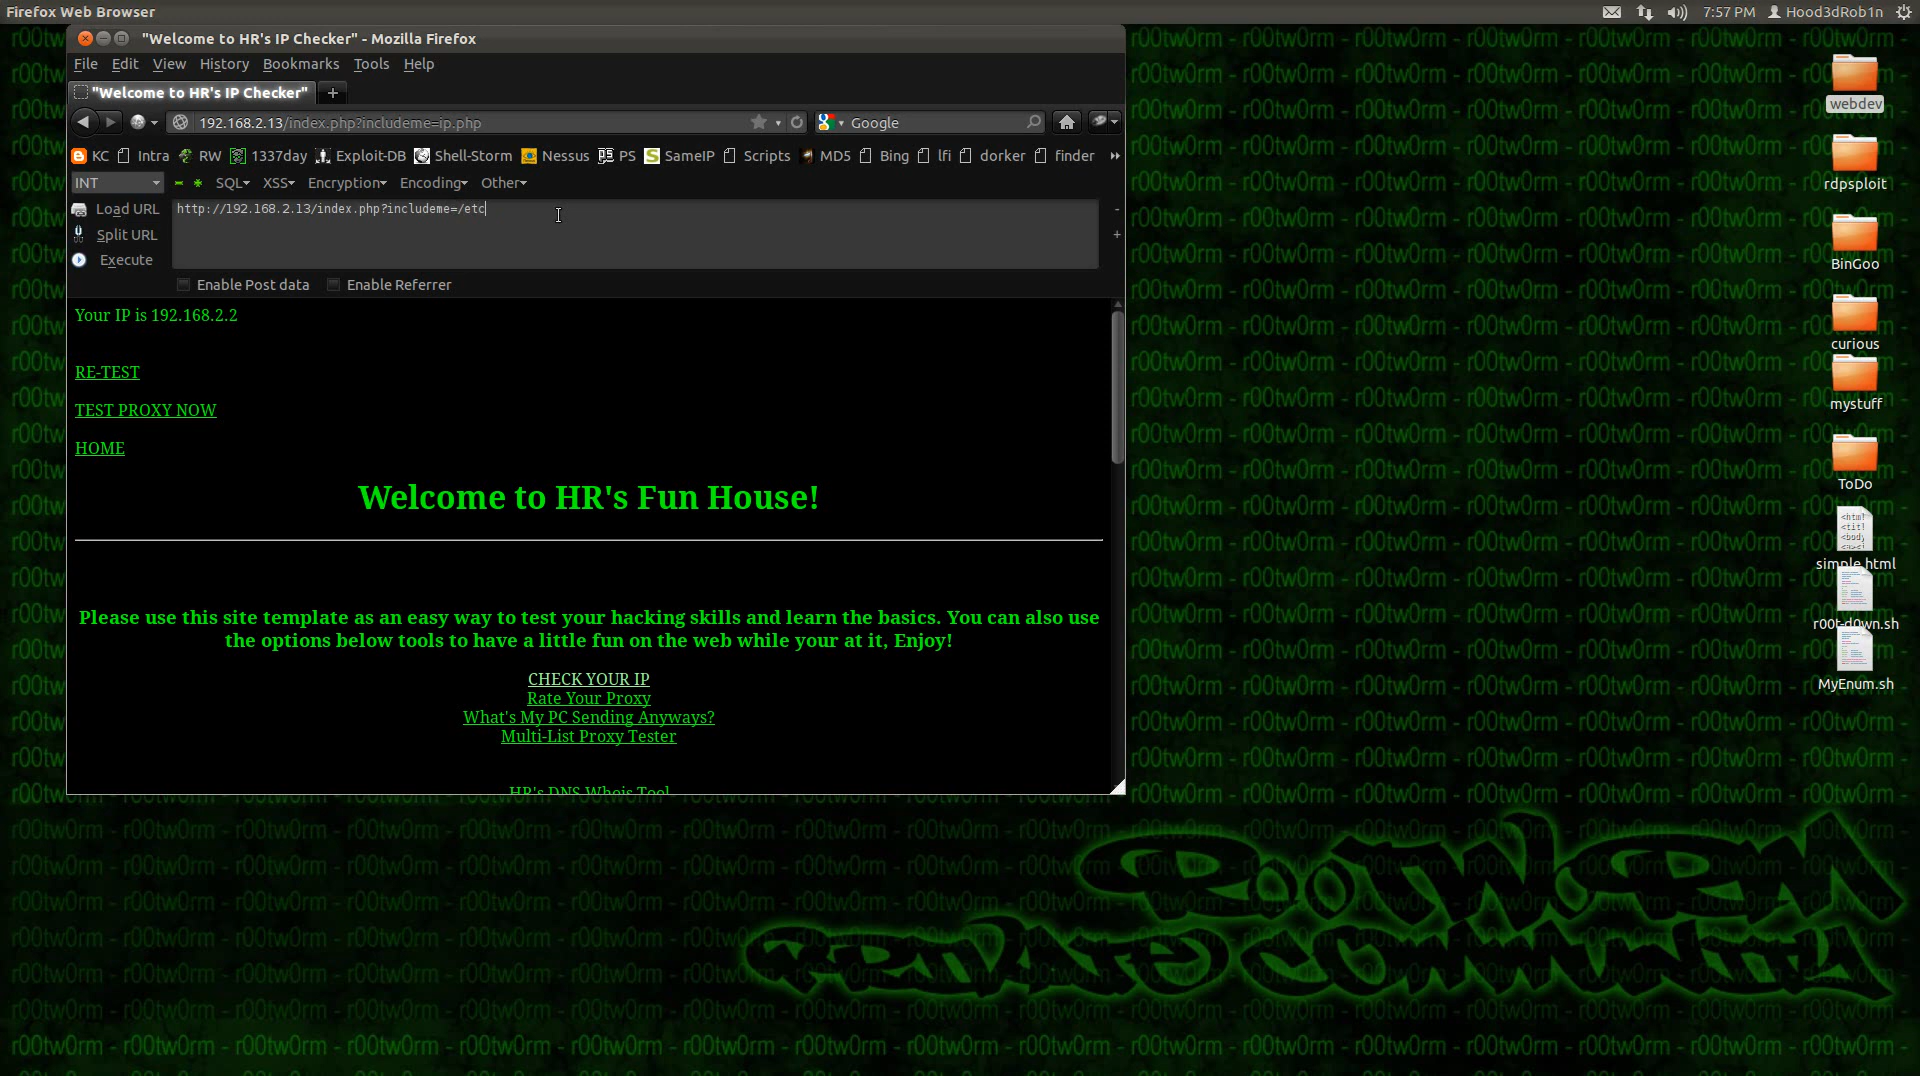 Firefox Web Browser
7:57 PM Hood3dRob1n
"Welcome to HR's IP Checker" - Mozilla Firefox
File Edit View History Bookmarks Tools Help
"Welcome to HR's IP Checker" +
192.168.2.13/index.php?includeme=ip.php
Google
KC Intra RW 1337day Exploit-DB Shell-Storm Nessus PS SameIP Scripts MD5 Bing lfi dorker finder »
INT SQL XSS Encryption Encoding Other
Load URL
http://192.168.2.13/index.php?includeme=/etc
-
Split URL
+
Execute
Enable Post data Enable Referrer
Your IP is 192.168.2.2
RE-TEST
TEST PROXY NOW
HOME
Welcome to HR's Fun House!
Please use this site template as an easy way to test your hacking skills and learn the basics. You can also use
the options below tools to have a little fun on the web while your at it, Enjoy!
CHECK YOUR IP
Rate Your Proxy
What's My PC Sending Anyways?
Multi-List Proxy Tester
HR's DNS Whois Tool
webdev
rdpsploit
BinGoo
curious
mystuff
ToDo
simple.html
r00t-d0wn.sh
MyEnum.sh
r00tw0rm
PRIVATE COMMUNITY